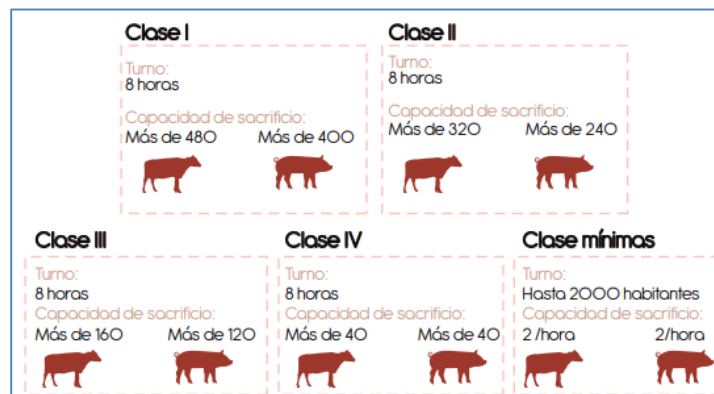 Clase I
Turno:
8 horas
Capacidad de sacrificio:
Más de 480 Más de 400
Clase II
Turno:
8 horas
Capacidad de sacrificio:
Más de 320 Más de 240
Clase III
Turno:
8 horas
Capacidad de sacrificio:
Más de 160 Más de 120
Clase IV
Turno:
8 horas
Capacidad de sacrificio:
Más de 40 Más de 40
Clase mínimas
Turno:
Hasta 2000 habitantes
Capacidad de sacrificio:
2 /hora 2/hora